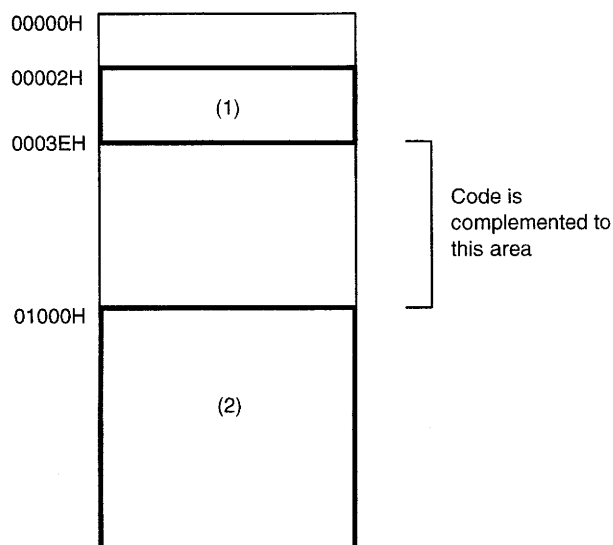 00000H
00002H
(1)
0003EH
Code is
complemented to
this area
01000H
(2)